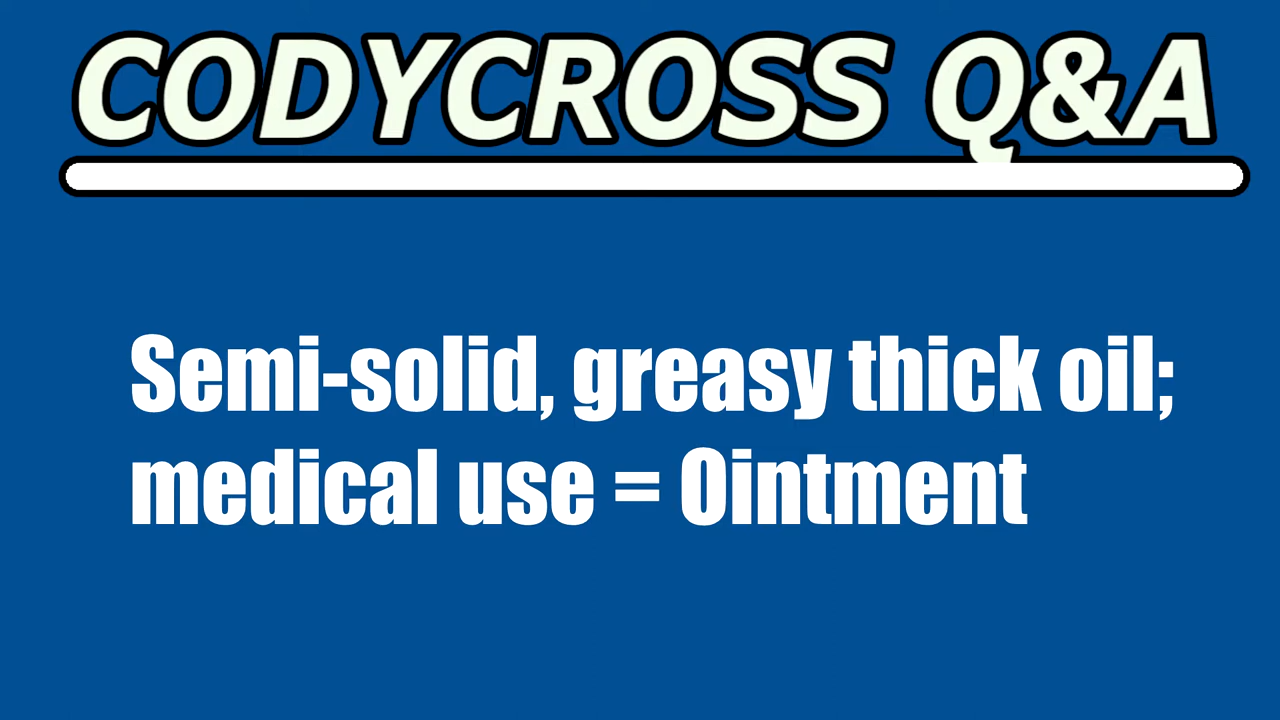 CODYCROSS Q&A
Semi-solid, greasy thick oil;
medical use = Ointment